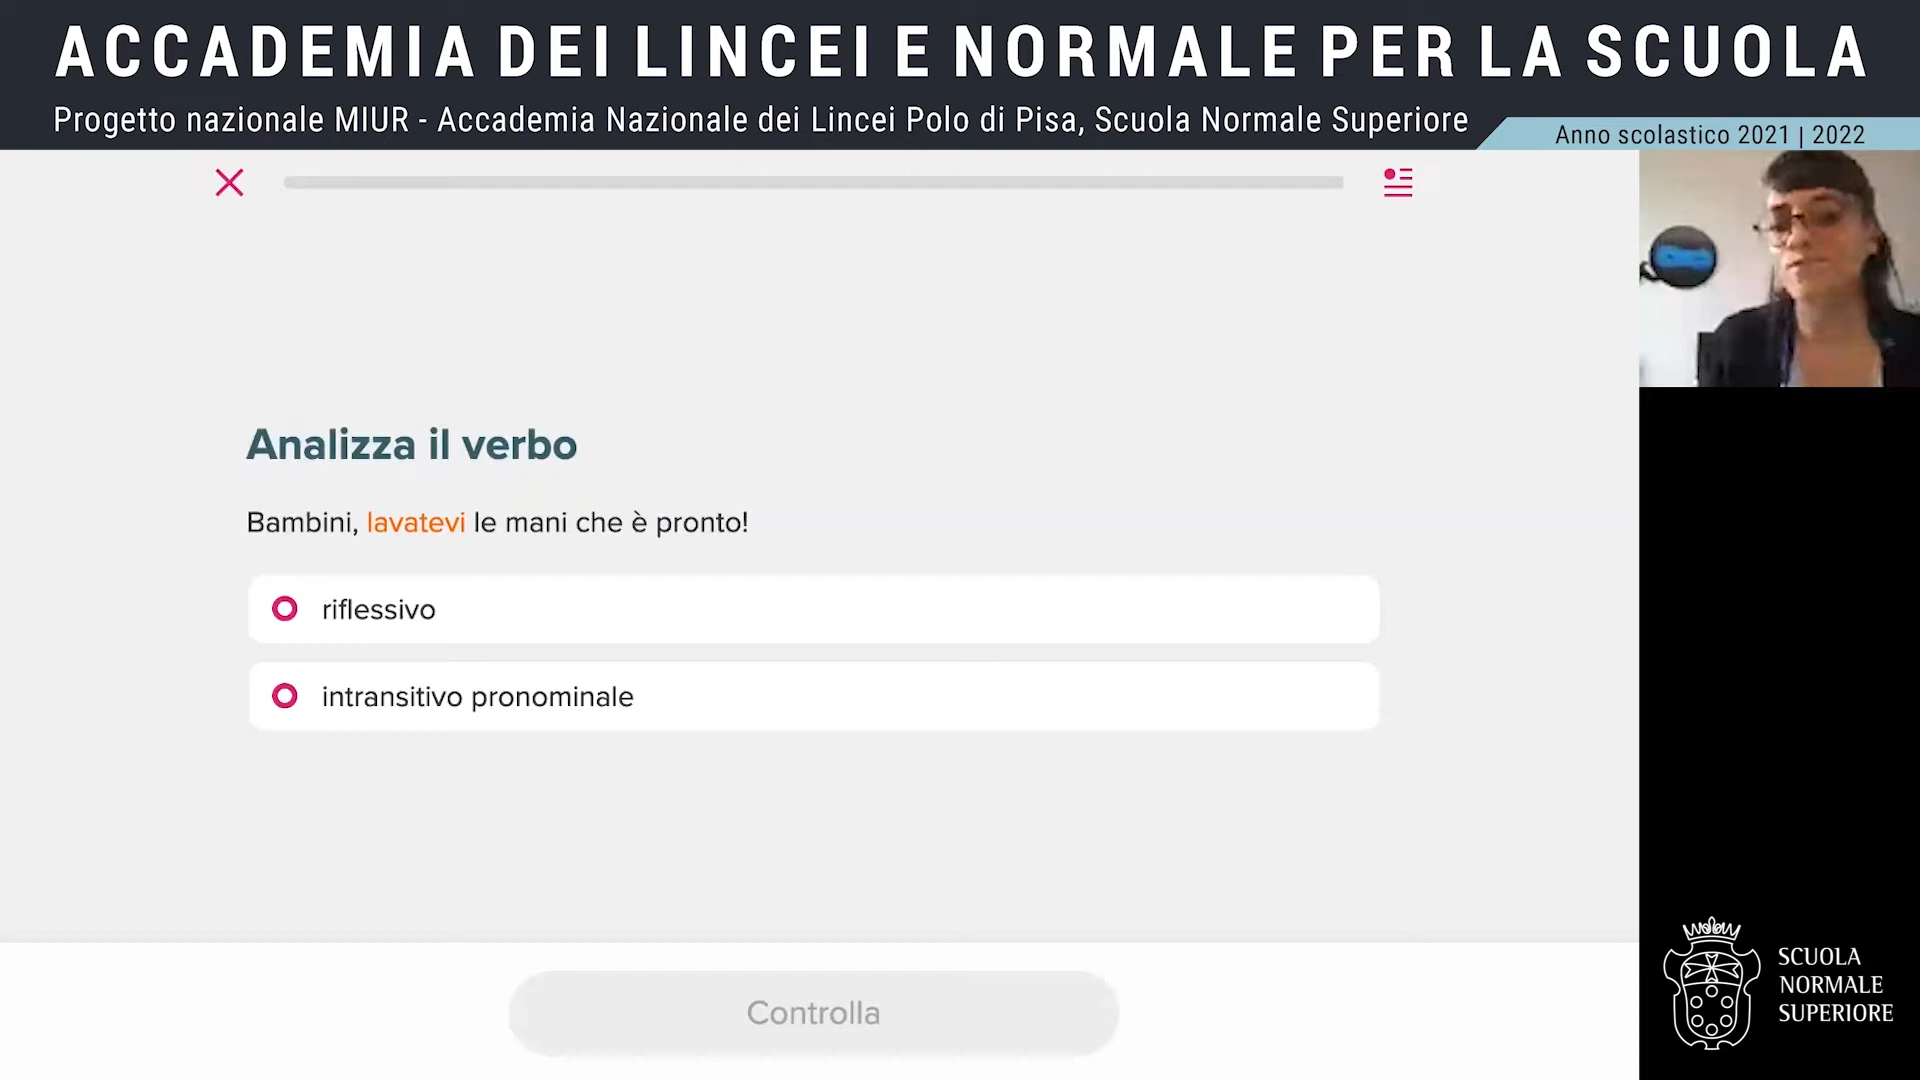 ACCADEMIA DEI LINCEI E NORMALE PER LA SCUOLA
Progetto nazionale MIUR - Accademia Nazionale dei Lincei Polo di Pisa, Scuola Normale Superiore
Anno scolastico 2021 | 2022
Analizza il verbo
Bambini, lavatevi le mani che è pronto!
riflessivo
intransitivo pronominale
Controlla
SCUOLA
NORMALE
SUPERIORE